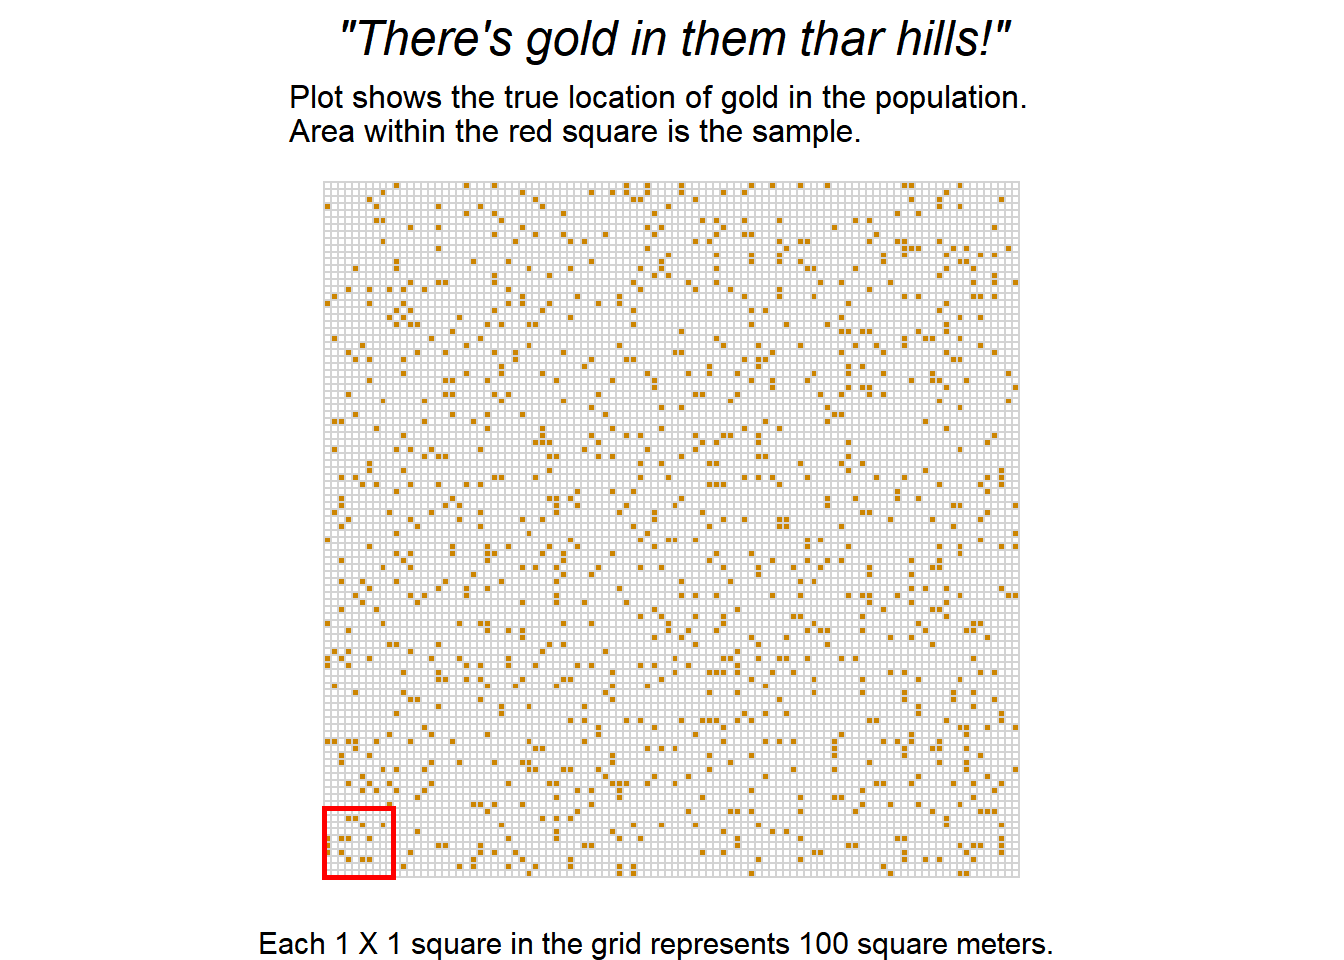 "There's gold in them thar hills!"
Plot shows the true location of gold in the population.
Area within the red square is the sample.
Each 1 X 1 square in the grid represents 100 square meters.